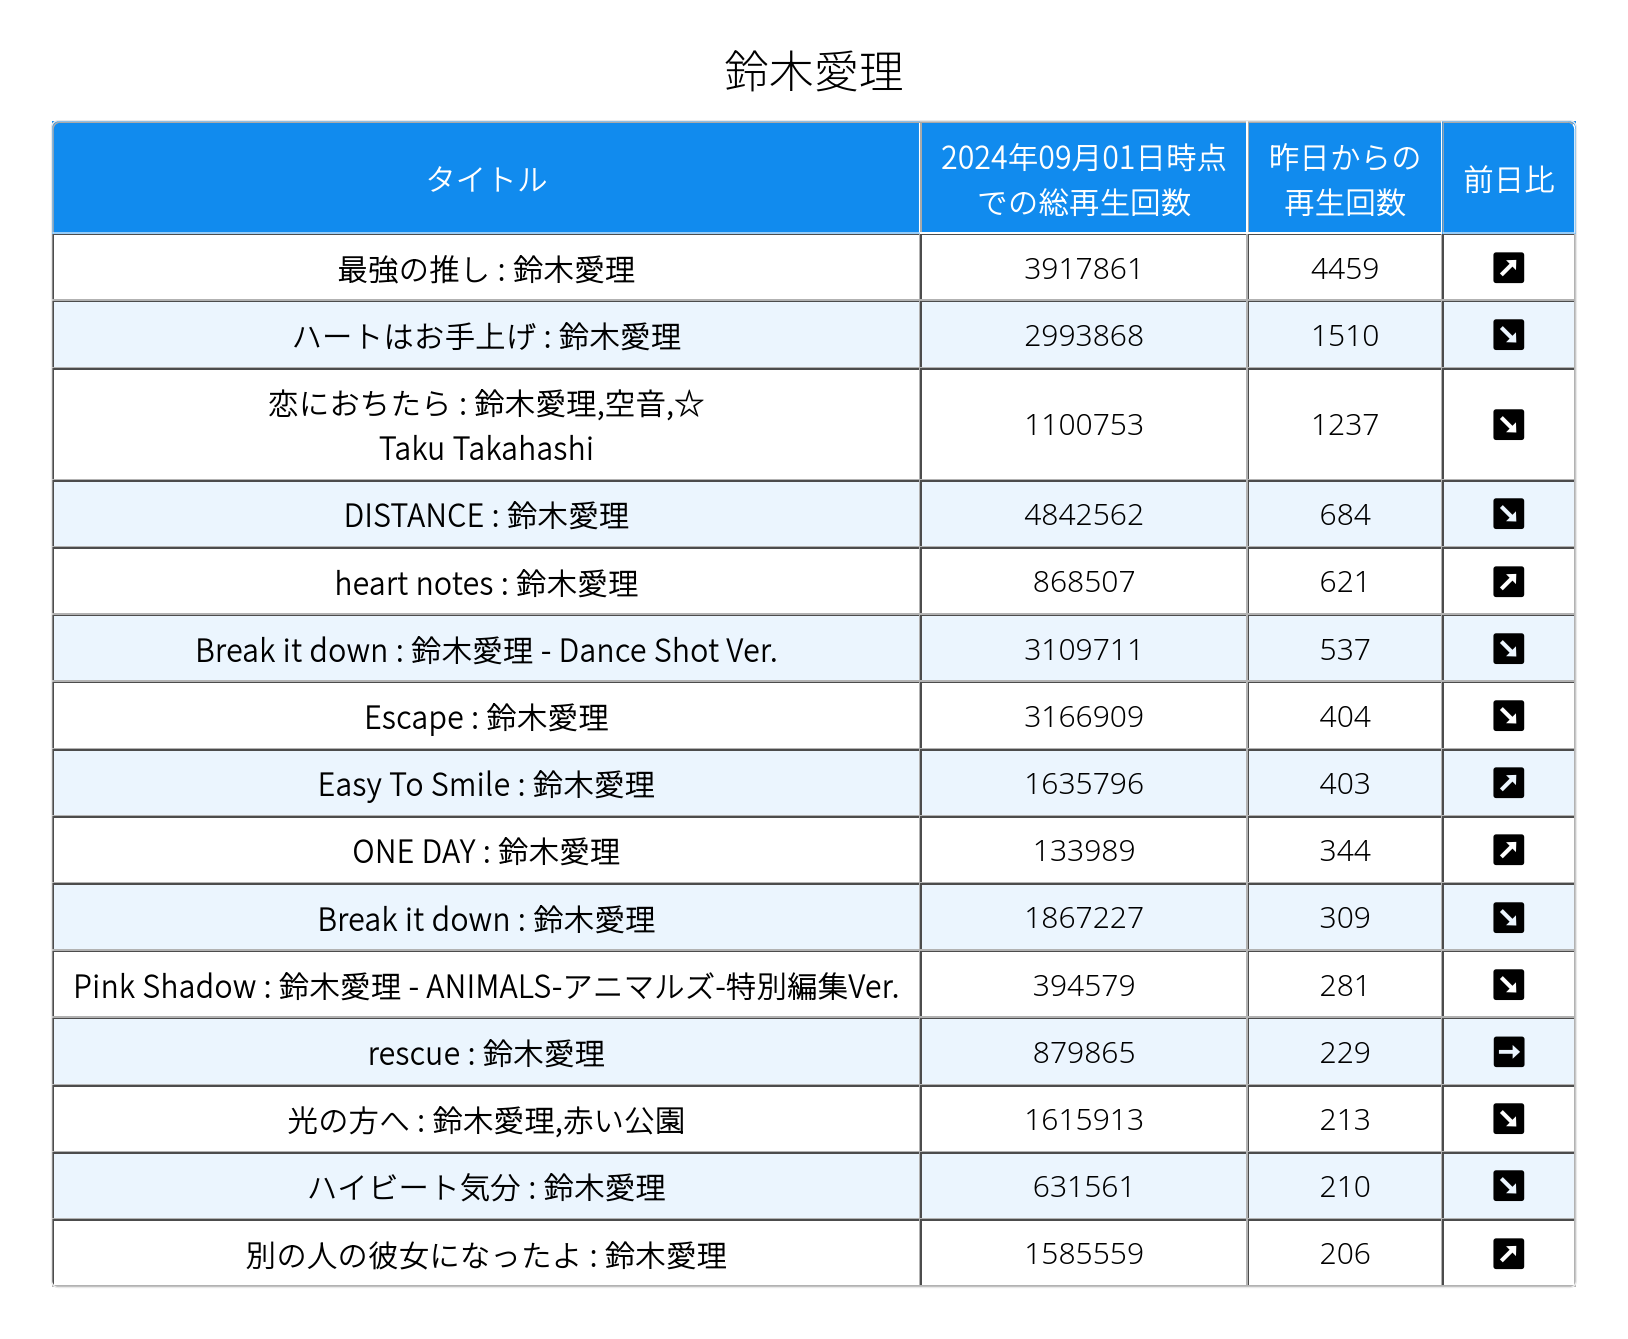 鈴木愛理
タイトル
2024年09月01日時点
での総再生回数
昨日からの
再生回数
前日比
最強の推し : 鈴木愛理 3917861 4459
ハートはお手上げ : 鈴木愛理 2993868 1510
恋におちたら : 鈴木愛理,空音,☆
Taku Takahashi 1100753 1237
DISTANCE : 鈴木愛理 4842562 684
heart notes : 鈴木愛理 868507 621
Break it down : 鈴木愛理 - Dance Shot Ver. 3109711 537
Escape : 鈴木愛理 3166909 404
Easy To Smile : 鈴木愛理 1635796 403
ONE DAY : 鈴木愛理 133989 344
Break it down : 鈴木愛理 1867227 309
Pink Shadow : 鈴木愛理 - ANIMALS-アニマルズ-特別編集Ver. 394579 281
rescue : 鈴木愛理 879865 229
光の方へ : 鈴木愛理,赤い公園 1615913 213
ハイビート気分 : 鈴木愛理 631561 210
別の人の彼女になったよ : 鈴木愛理 1585559 206